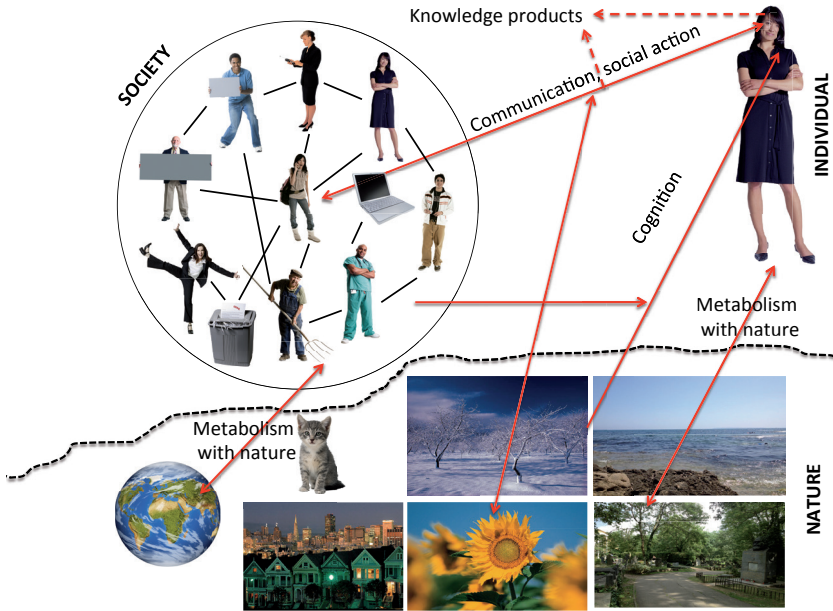 Knowledge products
SOCIETY
Communication, social action
INDIVIDUAL
Cognition
Metabolism
with nature
Metabolism
with nature
NATURE